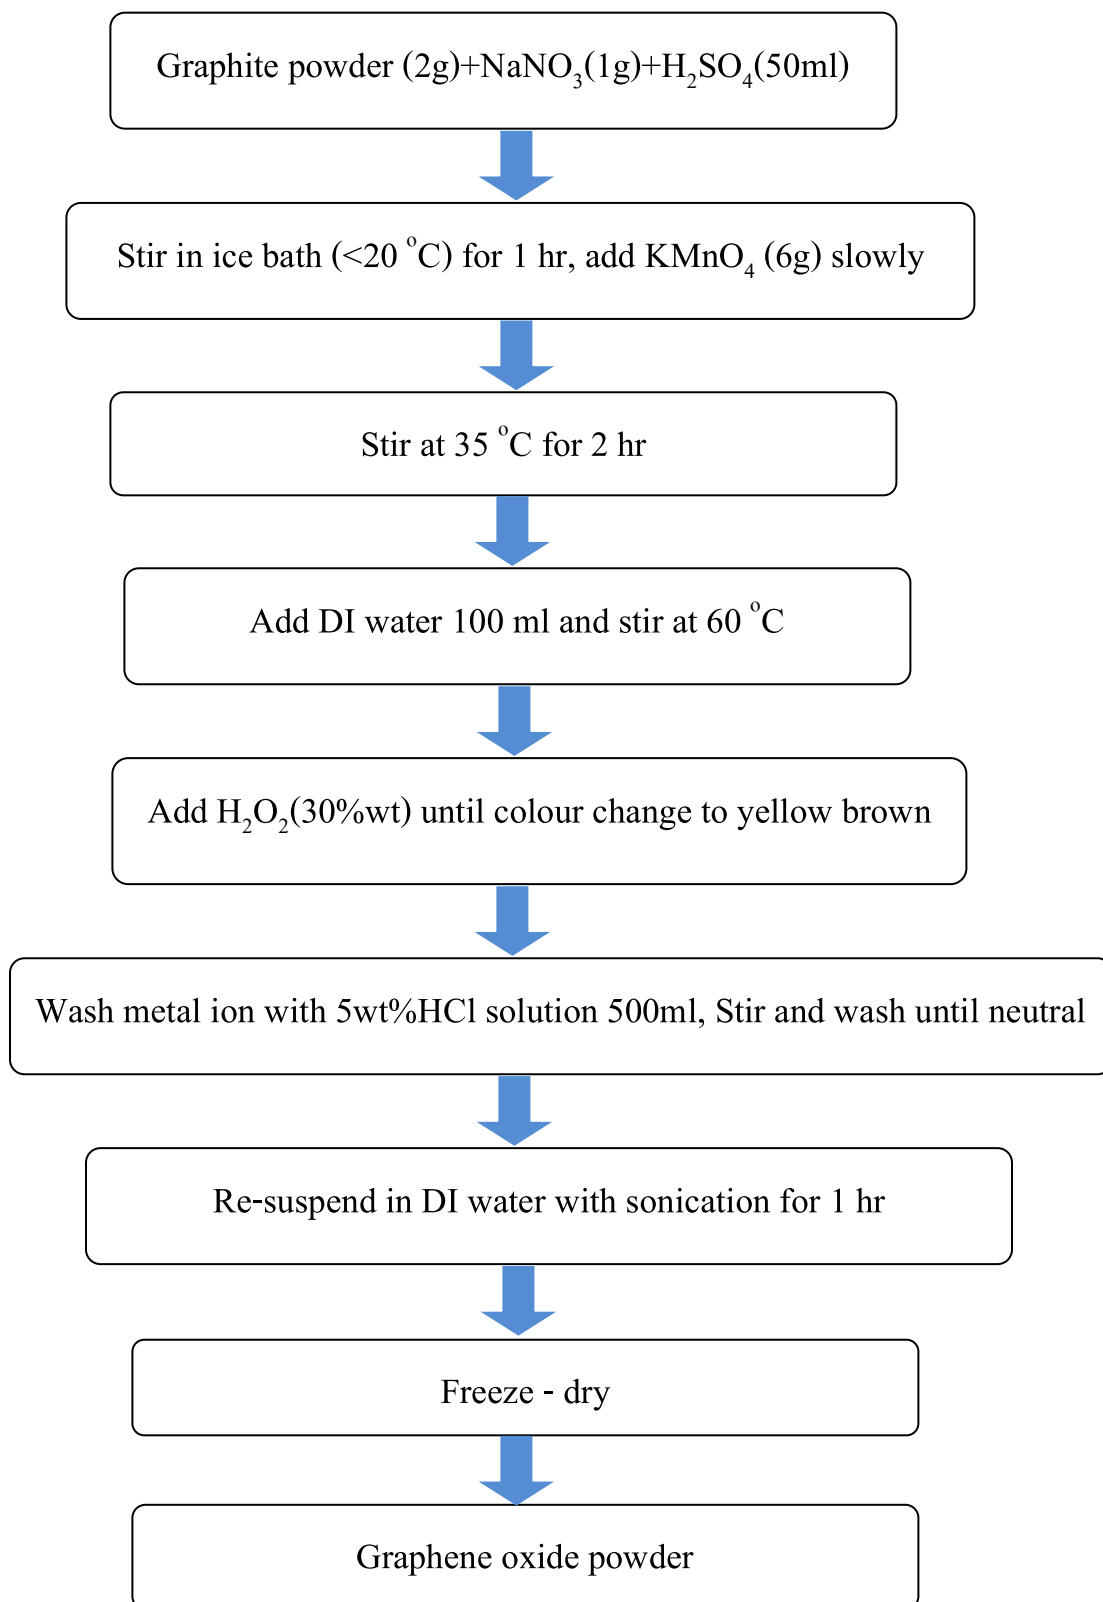 Graphite powder (2g)+NaNO₃(1g)+H₂SO₄(50ml)
Stir in ice bath (<20 °C) for 1 hr, add KMnO₄ (6g) slowly
Stir at 35 °C for 2 hr
Add DI water 100 ml and stir at 60 °C
Add H₂O₂(30%wt) until colour change to yellow brown
Wash metal ion with 5wt%HCl solution 500ml, Stir and wash until neutral
Re-suspend in DI water with sonication for 1 hr
Freeze - dry
Graphene oxide powder